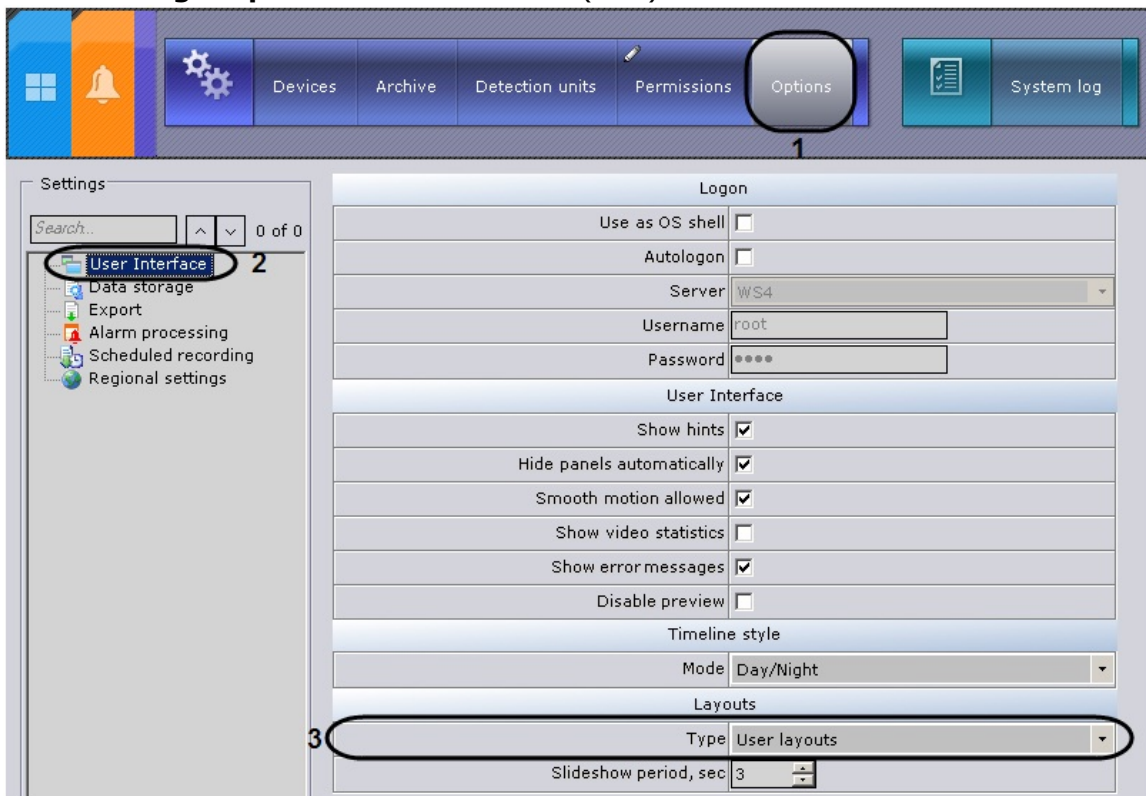 Devices Archive Detection units Permissions Options System log
1
Settings
Search.. 0 of 0
User Interface 2
Data storage
Export
Alarm processing
Scheduled recording
Regional settings
Logon
Use as OS shell
Autologon
Server WS4
Username root
Password ••••
User Interface
Show hints
Hide panels automatically
Smooth motion allowed
Show video statistics
Show error messages
Disable preview
Timeline style
Mode Day/Night
Layouts
3 Type User layouts
Slideshow period, sec 3